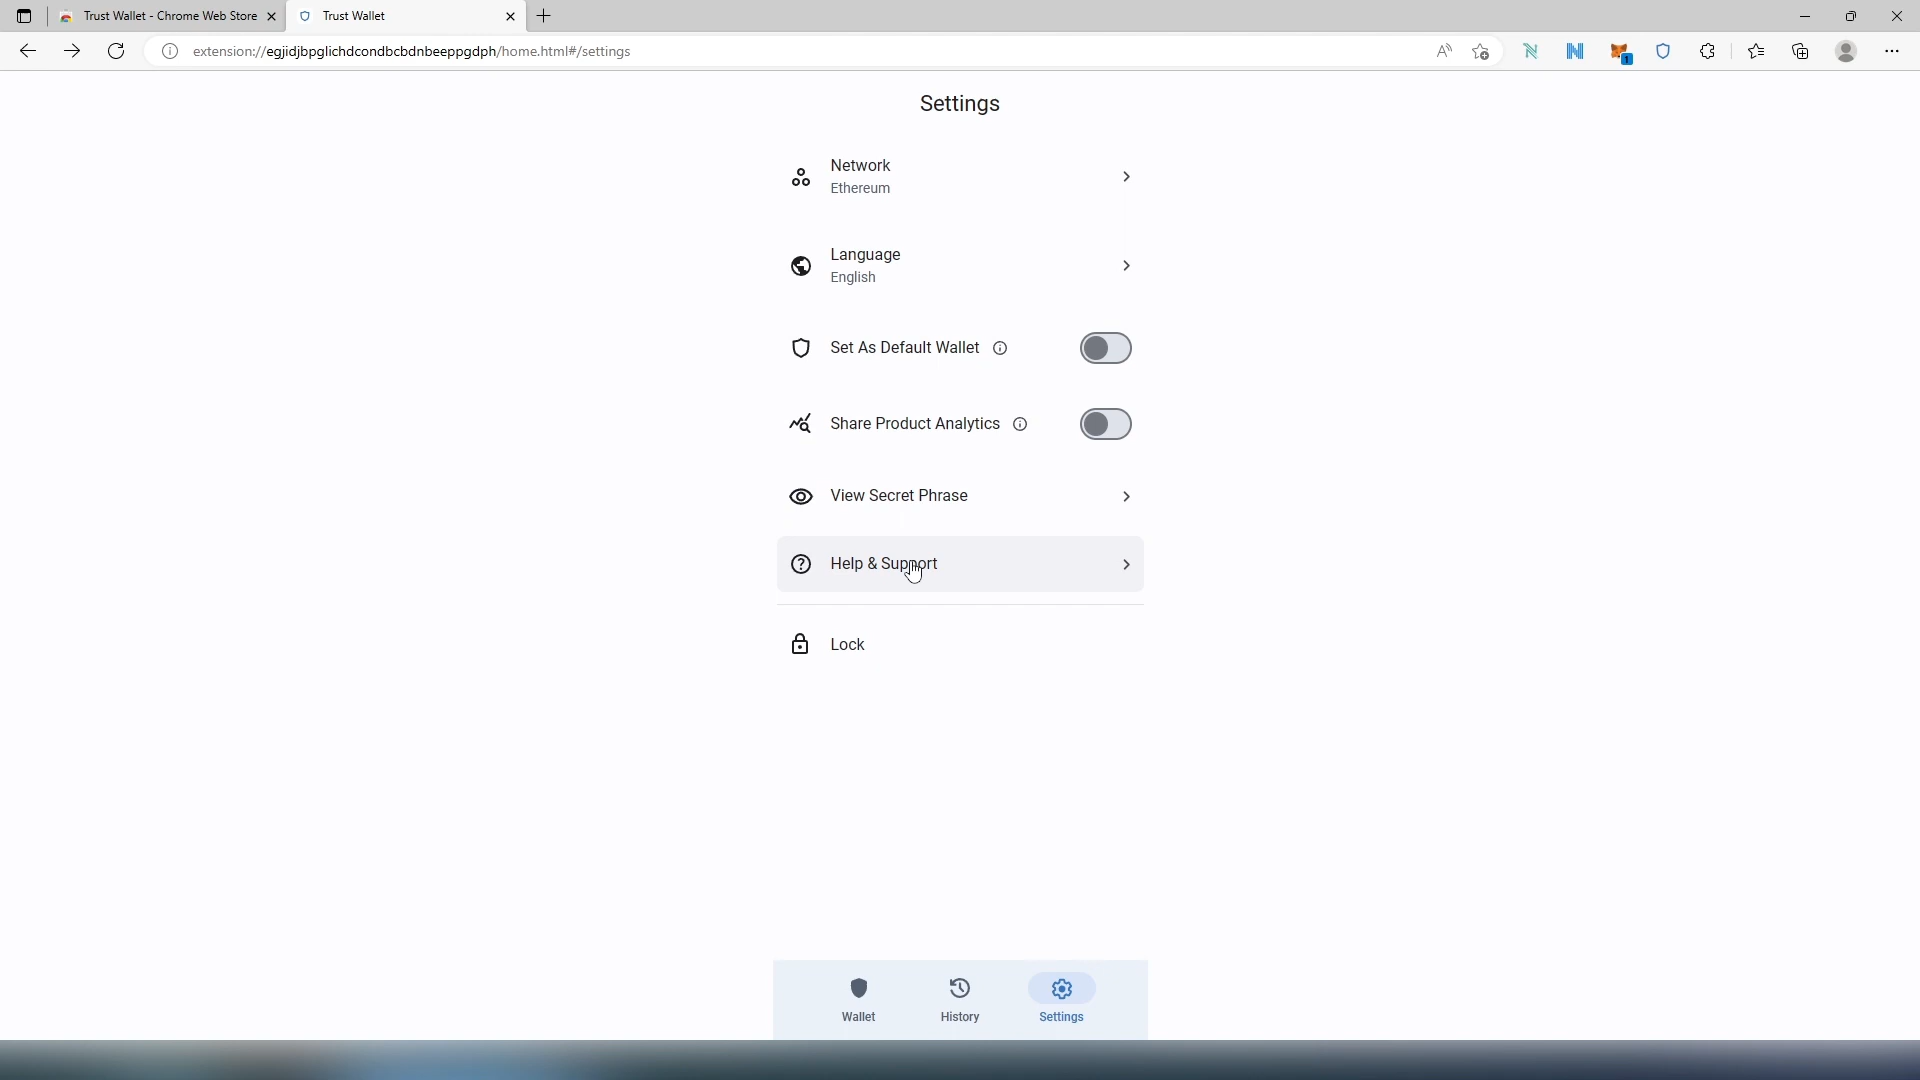 Trust Wallet - Chrome Web Store
Trust Wallet
extension://egjidjbpglichdcondbcbdnbeeppgdph/home.html#/settings
1
Settings
Network
Ethereum
Language
English
Set As Default Wallet
Share Product Analytics
View Secret Phrase
Help & Support
Lock
Wallet
History
Settings